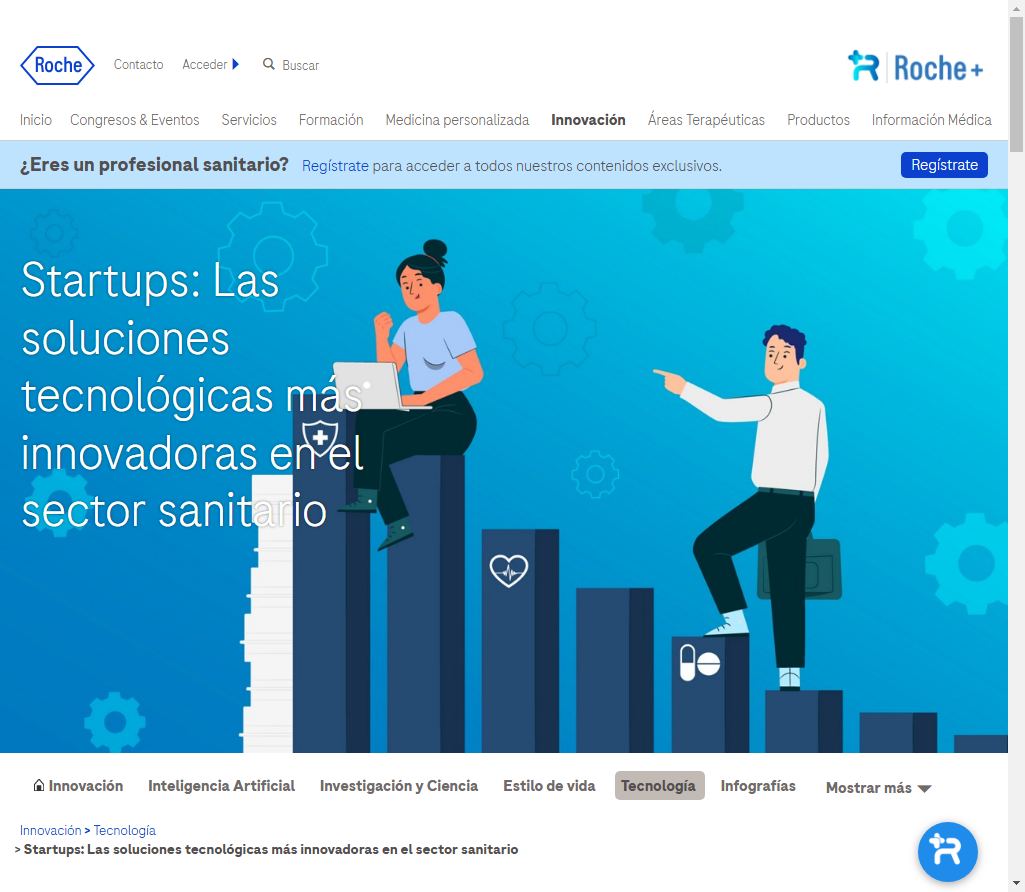 Roche
Contacto
Acceder
Buscar
Roche+
Inicio
Congresos & Eventos
Servicios
Formación
Medicina personalizada
Innovación
Áreas Terapéuticas
Productos
Información Médica
¿Eres un profesional sanitario?
Regístrate para acceder a todos nuestros contenidos exclusivos.
Regístrate
Startups: Las
soluciones
tecnológicas más
innovadoras en el
sector sanitario
Innovación
Inteligencia Artificial
Investigación y Ciencia
Estilo de vida
Tecnología
Infografías
Mostrar más
Innovación > Tecnología
> Startups: Las soluciones tecnológicas más innovadoras en el sector sanitario